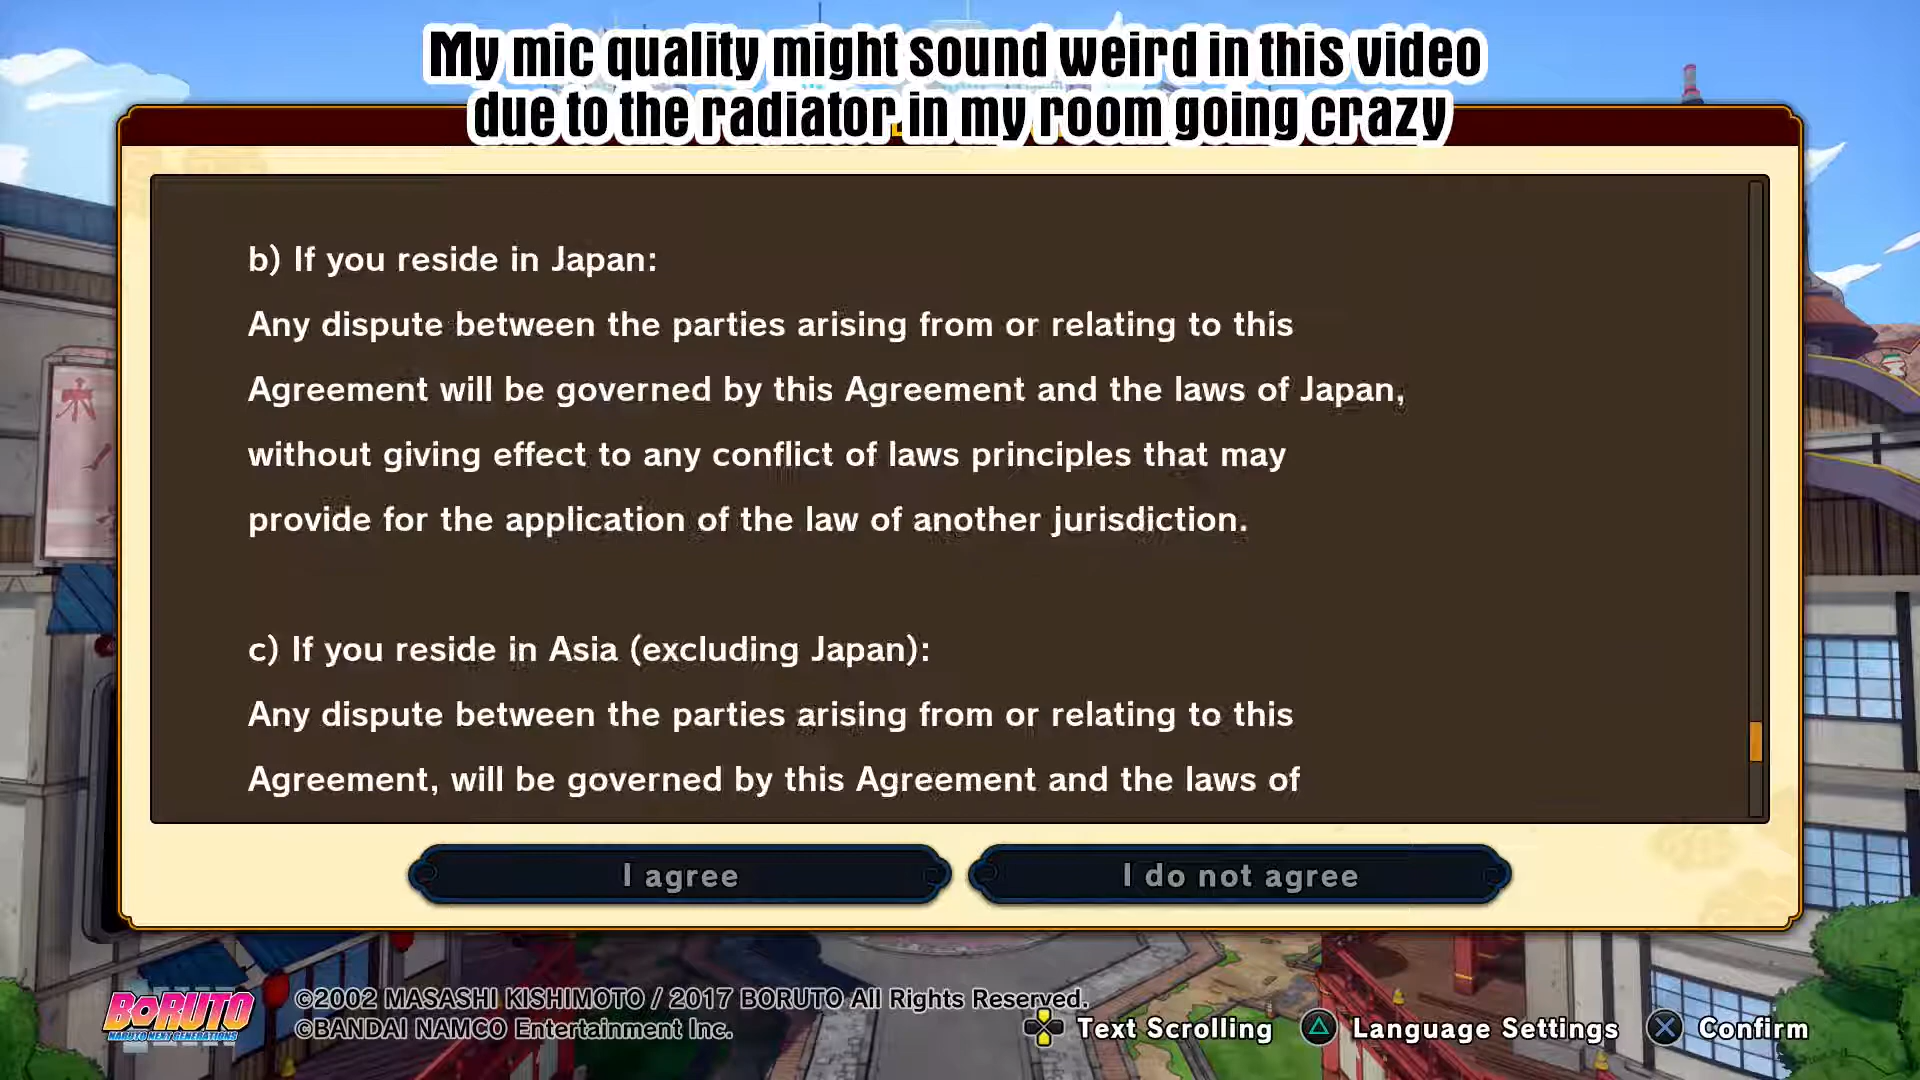 My mic quality might sound weird in this video
due to the radiator in my room going crazy
b) If you reside in Japan:
Any dispute between the parties arising from or relating to this
Agreement will be governed by this Agreement and the laws of Japan,
without giving effect to any conflict of laws principles that may
provide for the application of the law of another jurisdiction.
c) If you reside in Asia (excluding Japan):
Any dispute between the parties arising from or relating to this
Agreement, will be governed by this Agreement and the laws of
I agree
I do not agree
BORUTO
NARUTO NEXT GENERATIONS
©2002 MASASHI KISHIMOTO / 2017 BORUTO All Rights Reserved.
©BANDAI NAMCO Entertainment Inc.
Text Scrolling
Language Settings
Confirm